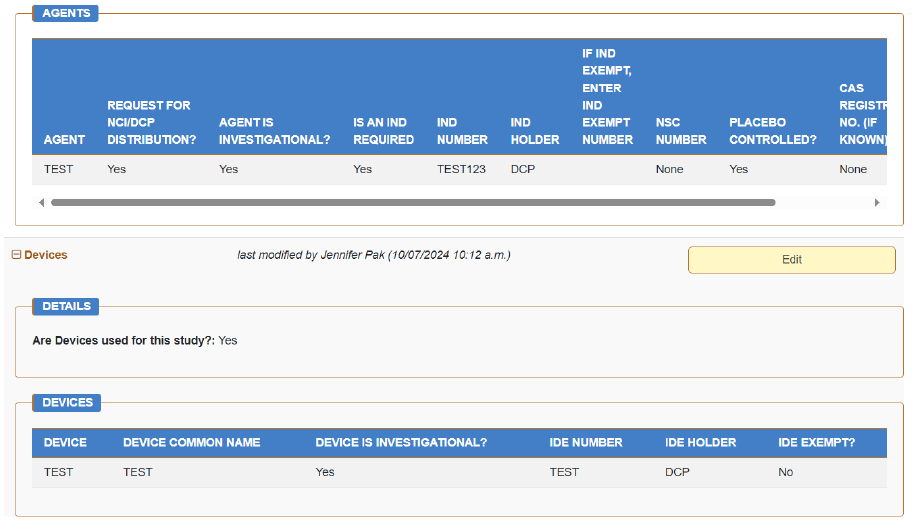 AGENTS
IF IND
EXEMPT,
ENTER CAS
REQUEST FOR IND REGISTR
NCI/DCP AGENT IS IS AN IND IND IND EXEMPT NSC PLACEBO NO. (IF
AGENT DISTRIBUTION? INVESTIGATIONAL? REQUIRED NUMBER HOLDER NUMBER NUMBER CONTROLLED? KNOWN)
TEST Yes Yes Yes TEST123 DCP None Yes None
Devices last modified by Jennifer Pak (10/07/2024 10:12 a.m.) Edit
DETAILS
Are Devices used for this study?: Yes
DEVICES
DEVICE DEVICE COMMON NAME DEVICE IS INVESTIGATIONAL? IDE NUMBER IDE HOLDER IDE EXEMPT?
TEST TEST Yes TEST DCP No